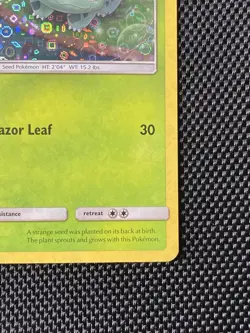 Seed Pokémon HT: 2'04" WT: 15.2 lbs.
azor Leaf 30
sistance retreat
A strange seed was planted on its back at birth.
The plant sprouts and grows with this Pokémon.